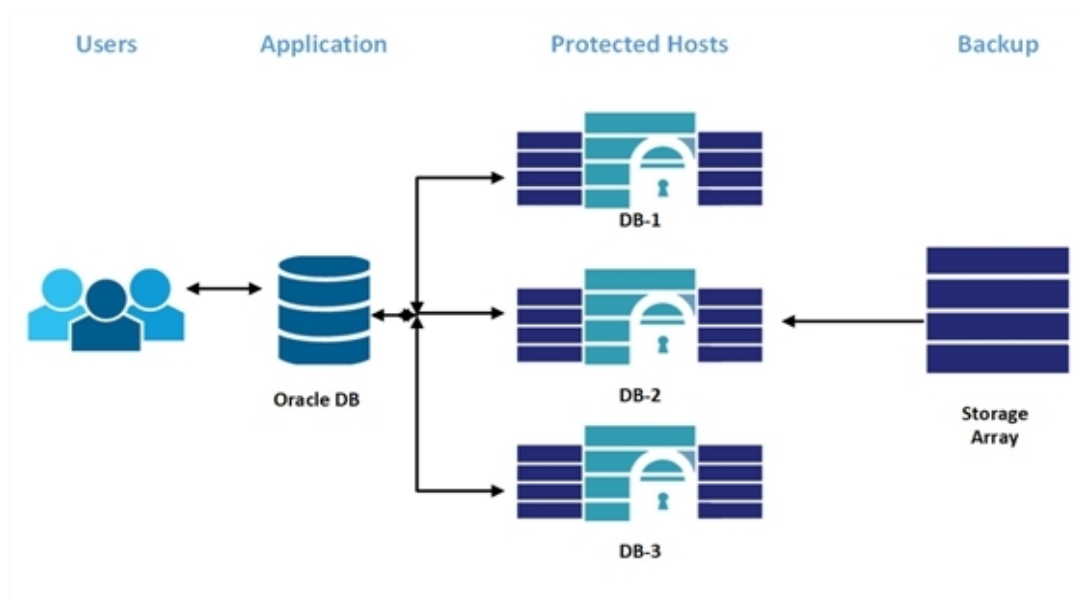 Users
Application
Protected Hosts
Backup
DB-1
Oracle DB
DB-2
Storage
Array
DB-3